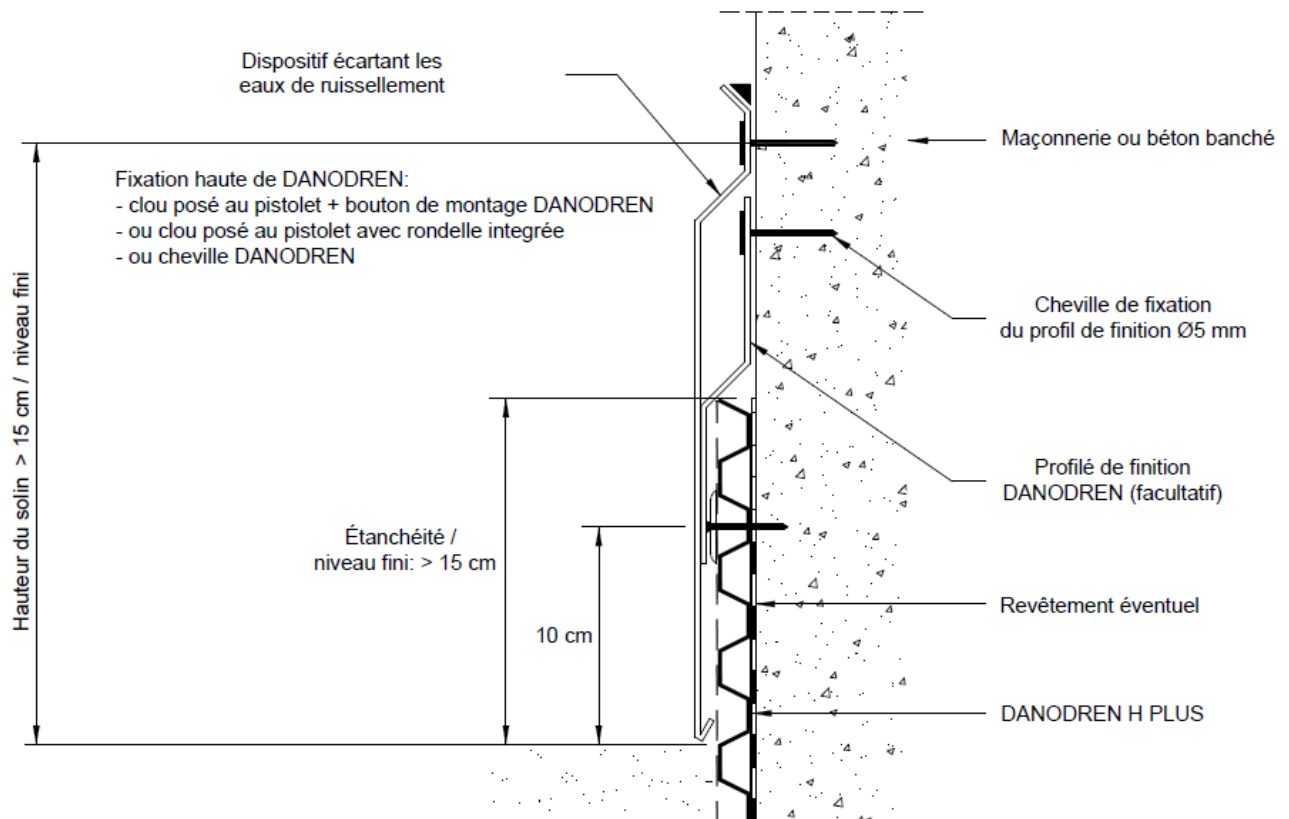 Dispositif écartant les
eaux de ruissellement
Maçonnerie ou béton banché
Fixation haute de DANODREN:
- clou posé au pistolet + bouton de montage DANODREN
- ou clou posé au pistolet avec rondelle integrée
- ou cheville DANODREN
Hauteur du solin > 15 cm / niveau fini
Cheville de fixation
du profil de finition Ø5 mm
Profilé de finition
DANODREN (facultatif)
Étanchéité /
niveau fini: > 15 cm
10 cm
Revêtement éventuel
DANODREN H PLUS